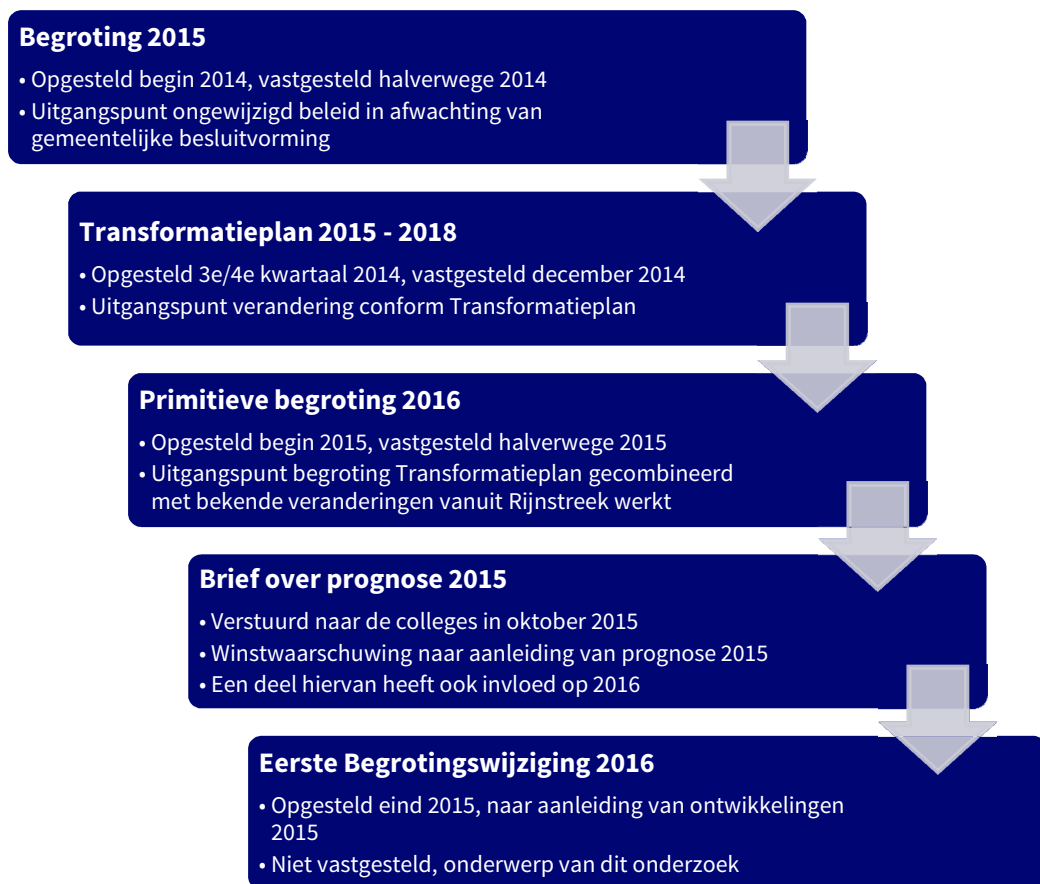 Begroting 2015
• Opgesteld begin 2014, vastgesteld halverwege 2014
• Uitgangspunt ongewijzigd beleid in afwachting van
gemeentelijke besluitvorming
Transformatieplan 2015 - 2018
• Opgesteld 3e/4e kwartaal 2014, vastgesteld december 2014
• Uitgangspunt verandering conform Transformatieplan
Primitieve begroting 2016
• Opgesteld begin 2015, vastgesteld halverwege 2015
• Uitgangspunt begroting Transformatieplan gecombineerd
met bekende veranderingen vanuit Rijnstreek werkt
Brief over prognose 2015
• Verstuurd naar de colleges in oktober 2015
• Winstwaarschuwing naar aanleiding van prognose 2015
• Een deel hiervan heeft ook invloed op 2016
Eerste Begrotingswijziging 2016
• Opgesteld eind 2015, naar aanleiding van ontwikkelingen
2015
• Niet vastgesteld, onderwerp van dit onderzoek